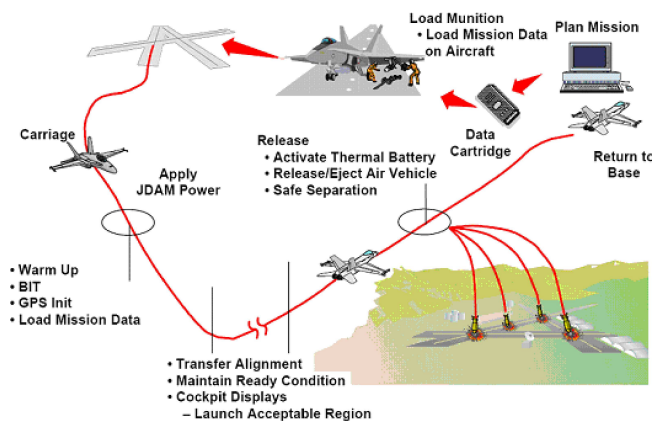 Load Munition
• Load Mission Data
on Aircraft
Plan Mission
Data
Cartridge
Return to
Base
Carriage
Apply
JDAM Power
Release
• Activate Thermal Battery
• Release/Eject Air Vehicle
• Safe Separation
• Warm Up
• BIT
• GPS Init
• Load Mission Data
• Transfer Alignment
• Maintain Ready Condition
• Cockpit Displays
– Launch Acceptable Region